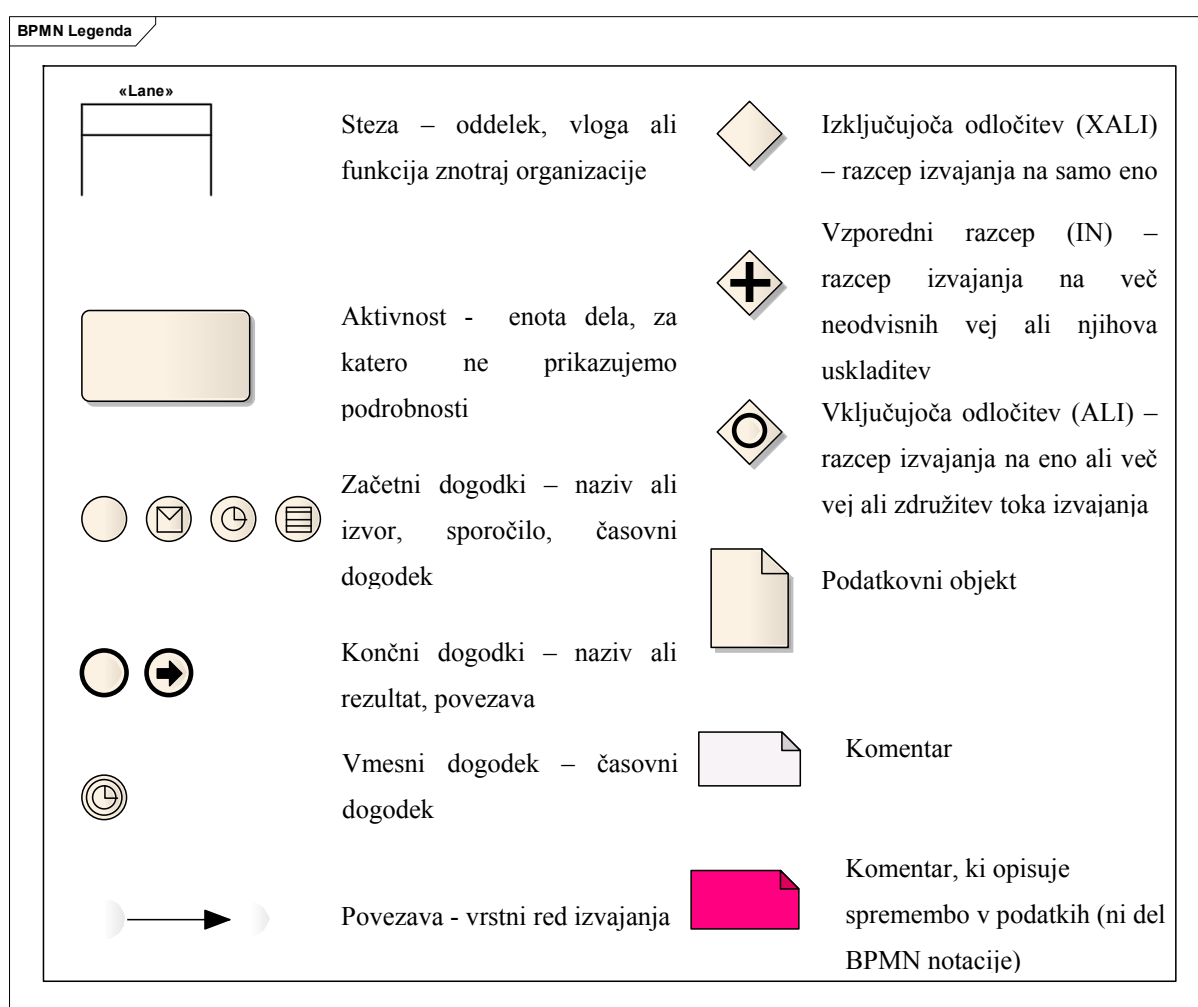 BPMN Legenda
«Lane»
Steza – oddelek, vloga ali
funkcija znotraj organizacije
Aktivnost - enota dela, za
katero ne prikazujemo
podrobnosti
Začetni dogodki – naziv ali
izvor, sporočilo, časovni
dogodek
Končni dogodki – naziv ali
rezultat, povezava
Vmesni dogodek – časovni
dogodek
Povezava - vrstni red izvajanja
Izključujoča odločitev (XALI)
– razcep izvajanja na samo eno
Vzporedni razcep (IN) –
razcep izvajanja na več
neodvisnih vej ali njihova
uskladitev
Vključujoča odločitev (ALI) –
razcep izvajanja na eno ali več
vej ali združitev toka izvajanja
Podatkovni objekt
Komentar
Komentar, ki opisuje
spremembo v podatkih (ni del
BPMN notacije)